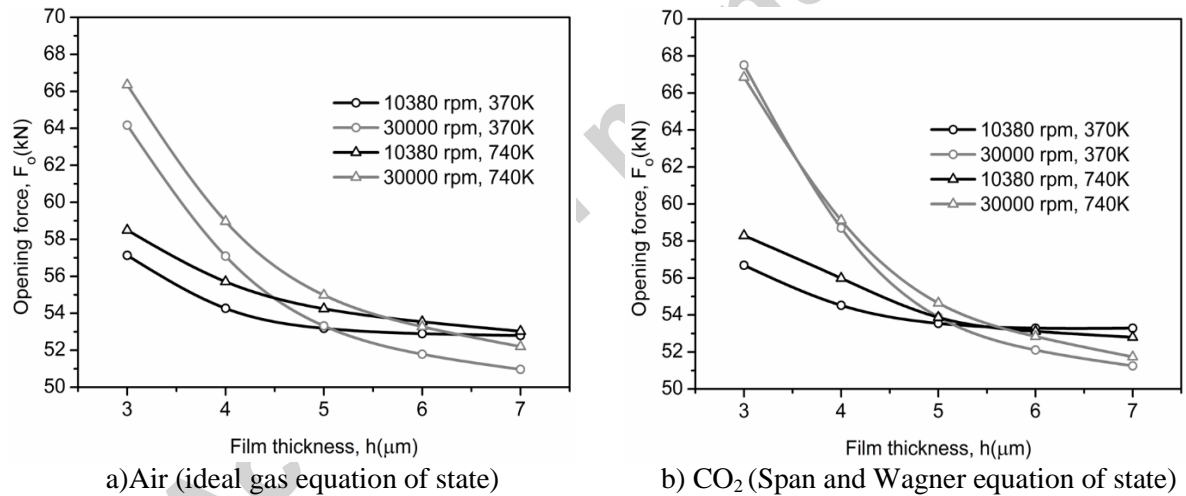 70
68
66
64
62
60
58
56
54
52
50
Opening force, F_o(kN)
10380 rpm, 370K
30000 rpm, 370K
10380 rpm, 740K
30000 rpm, 740K
3 4 5 6 7
Film thickness, h(μm)
a)Air (ideal gas equation of state)
70
68
66
64
62
60
58
56
54
52
50
Opening force, F_o(kN)
10380 rpm, 370K
30000 rpm, 370K
10380 rpm, 740K
30000 rpm, 740K
3 4 5 6 7
Film thickness, h(μm)
b) CO₂ (Span and Wagner equation of state)